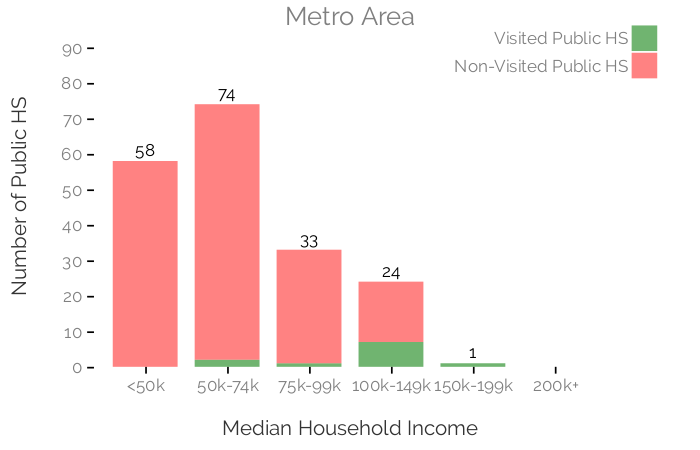 Metro Area
Visited Public HS
Non-Visited Public HS
Number of Public HS
90
80
70
60
50
40
30
20
10
0
58
74
33
24
1
<50k
50k-74k
75k-99k
100k-149k
150k-199k
200k+
Median Household Income